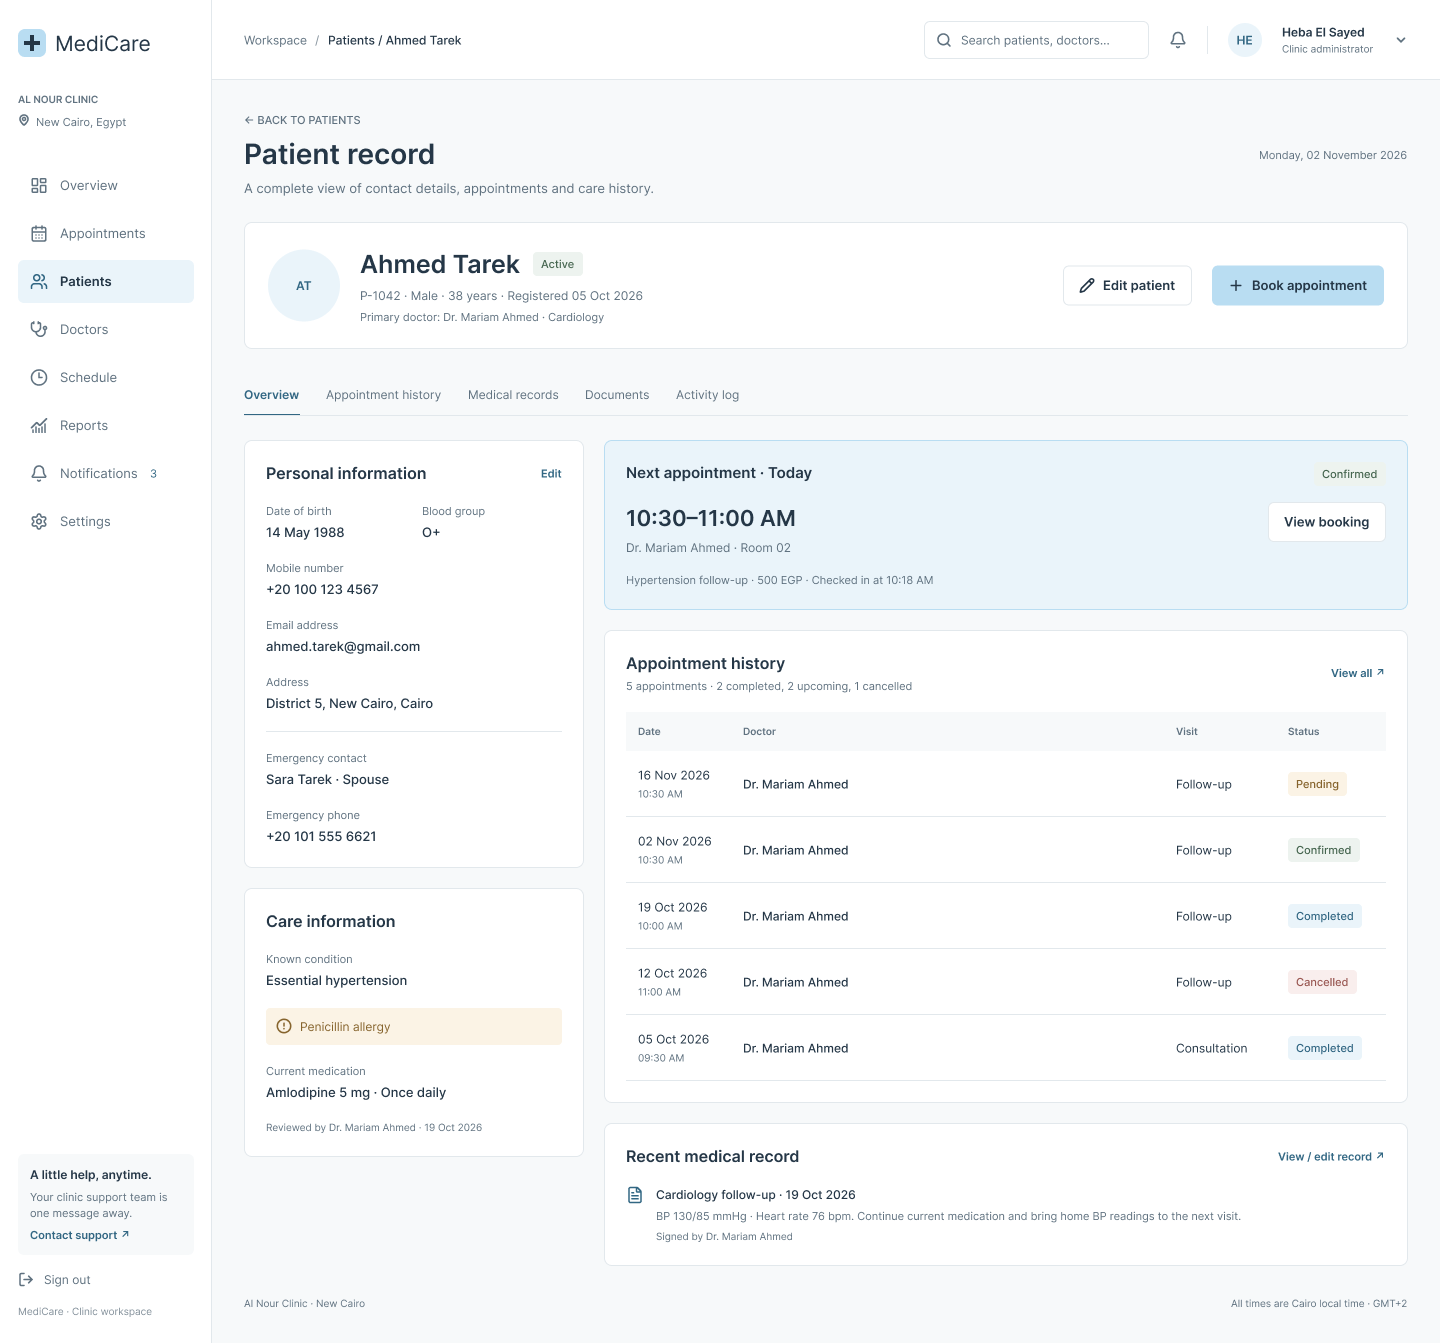 MediCare
AL NOUR CLINIC
New Cairo, Egypt
Overview
Appointments
Patients
Doctors
Schedule
Reports
Notifications 3
Settings
A little help, anytime.
Your clinic support team is
one message away.
Contact support ↗
Sign out
MediCare · Clinic workspace
Workspace / Patients / Ahmed Tarek
Search patients, doctors...
HE
Heba El Sayed
Clinic administrator
← BACK TO PATIENTS
Patient record
Monday, 02 November 2026
A complete view of contact details, appointments and care history.
AT
Ahmed Tarek Active
P-1042 · Male · 38 years · Registered 05 Oct 2026
Primary doctor: Dr. Mariam Ahmed · Cardiology
Edit patient
+ Book appointment
Overview Appointment history Medical records Documents Activity log
Personal information Edit
Date of birth Blood group
14 May 1988 O+
Mobile number
+20 100 123 4567
Email address
ahmed.tarek@gmail.com
Address
District 5, New Cairo, Cairo
Emergency contact
Sara Tarek · Spouse
Emergency phone
+20 101 555 6621
Care information
Known condition
Essential hypertension
Penicillin allergy
Current medication
Amlodipine 5 mg · Once daily
Reviewed by Dr. Mariam Ahmed · 19 Oct 2026
Next appointment · Today Confirmed
10:30–11:00 AM
View booking
Dr. Mariam Ahmed · Room 02
Hypertension follow-up · 500 EGP · Checked in at 10:18 AM
Appointment history
View all ↗
5 appointments · 2 completed, 2 upcoming, 1 cancelled
Date Doctor Visit Status
16 Nov 2026
10:30 AM
Dr. Mariam Ahmed Follow-up Pending
02 Nov 2026
10:30 AM
Dr. Mariam Ahmed Follow-up Confirmed
19 Oct 2026
10:00 AM
Dr. Mariam Ahmed Follow-up Completed
12 Oct 2026
11:00 AM
Dr. Mariam Ahmed Follow-up Cancelled
05 Oct 2026
09:30 AM
Dr. Mariam Ahmed Consultation Completed
Recent medical record View / edit record ↗
Cardiology follow-up · 19 Oct 2026
BP 130/85 mmHg · Heart rate 76 bpm. Continue current medication and bring home BP readings to the next visit.
Signed by Dr. Mariam Ahmed
Al Nour Clinic · New Cairo
All times are Cairo local time · GMT+2